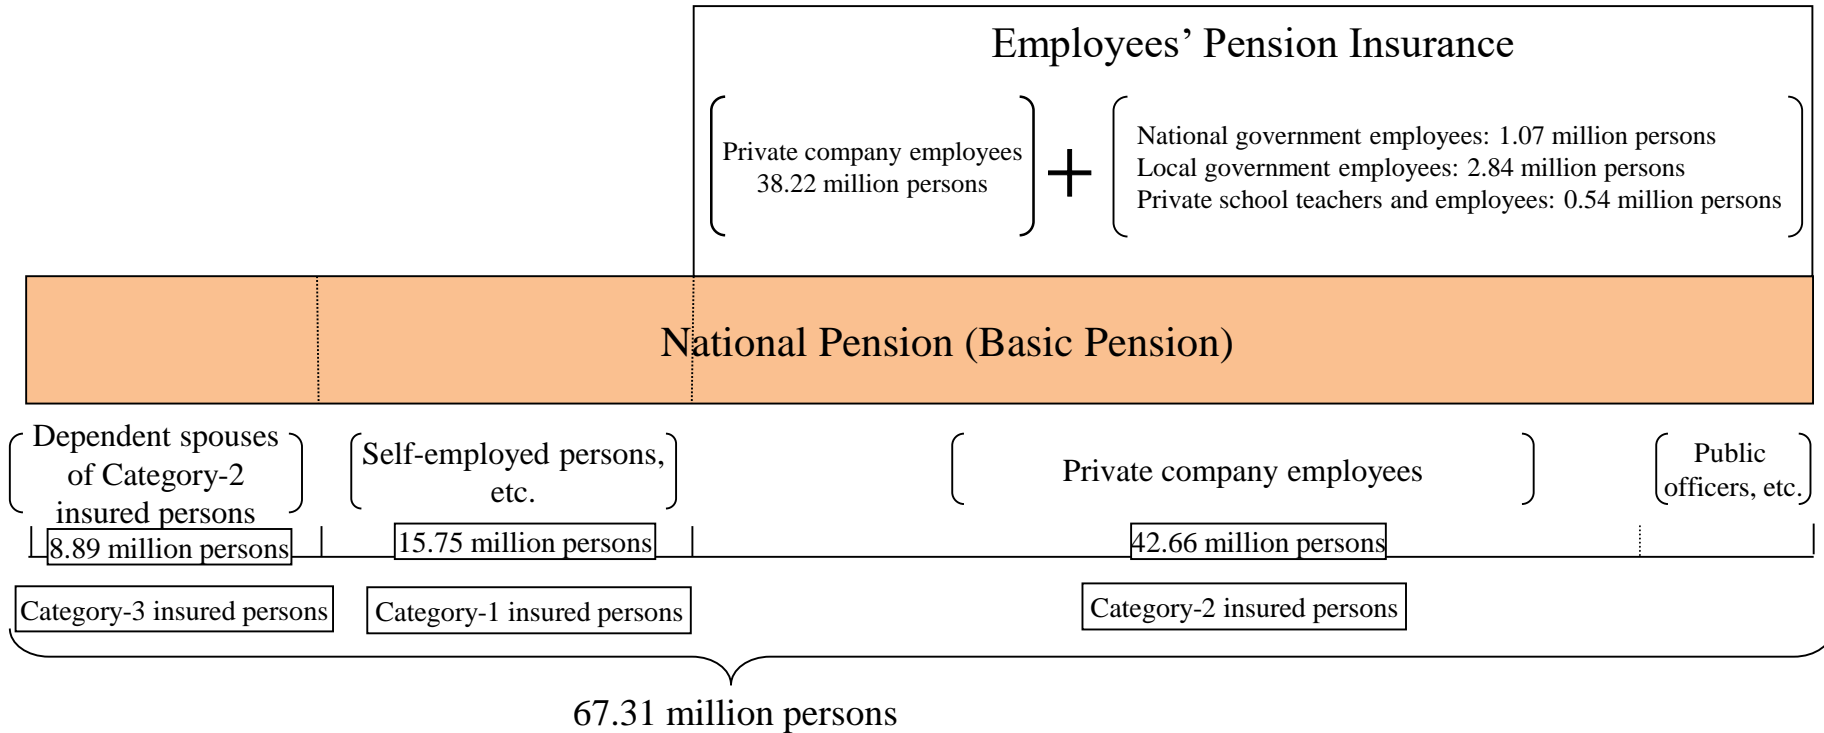 Employees’ Pension Insurance
Private company employees
38.22 million persons
+
National government employees: 1.07 million persons
Local government employees: 2.84 million persons
Private school teachers and employees: 0.54 million persons
National Pension (Basic Pension)
Dependent spouses
of Category-2
insured persons
8.89 million persons
Self-employed persons,
etc.
15.75 million persons
Private company employees
42.66 million persons
Public
officers, etc.
Category-3 insured persons
Category-1 insured persons
Category-2 insured persons
67.31 million persons